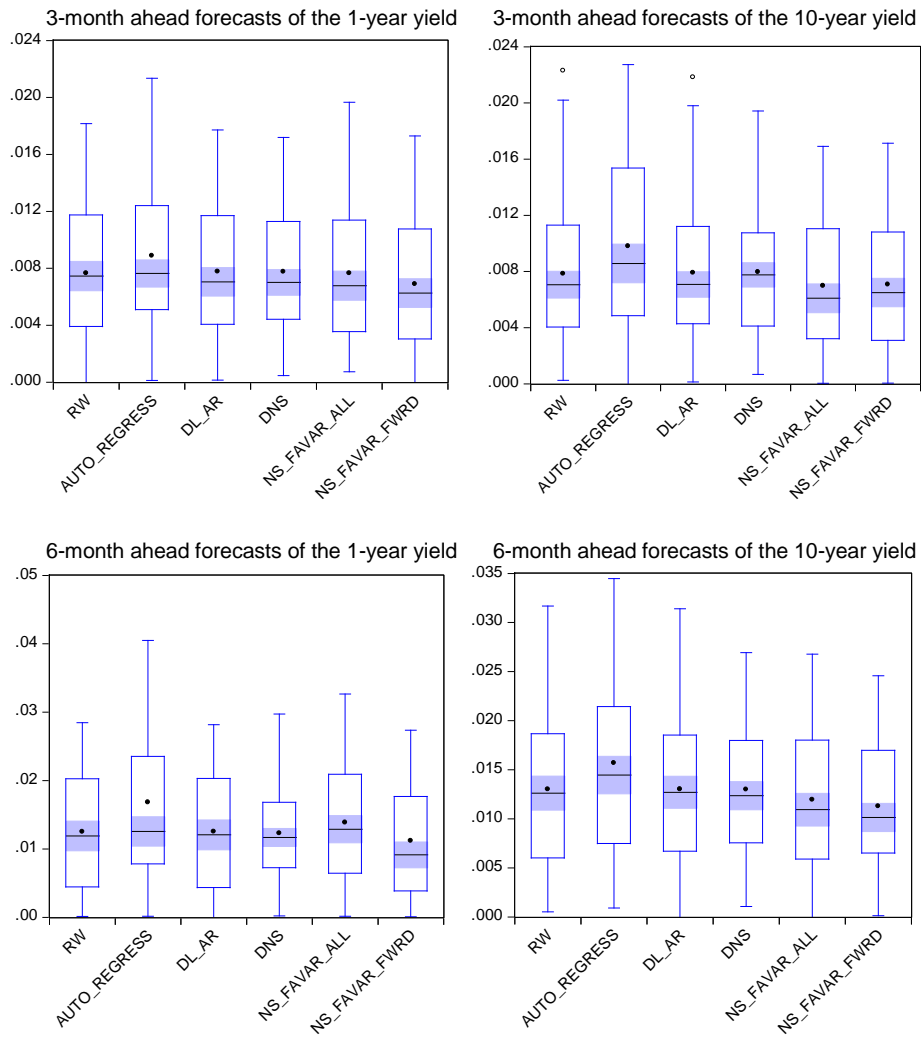 3-month ahead forecasts of the 1-year yield
.024
.020
.016
.012
.008
.004
.000
RW
AUTO_REGRESS
DL_AR
DNS
NS_FAVAR_ALL
NS_FAVAR_FWRD
3-month ahead forecasts of the 10-year yield
.024
.020
.016
.012
.008
.004
.000
RW
AUTO_REGRESS
DL_AR
DNS
NS_FAVAR_ALL
NS_FAVAR_FWRD
6-month ahead forecasts of the 1-year yield
.05
.04
.03
.02
.01
.00
RW
AUTO_REGRESS
DL_AR
DNS
NS_FAVAR_ALL
NS_FAVAR_FWRD
6-month ahead forecasts of the 10-year yield
.035
.030
.025
.020
.015
.010
.005
.000
RW
AUTO_REGRESS
DL_AR
DNS
NS_FAVAR_ALL
NS_FAVAR_FWRD